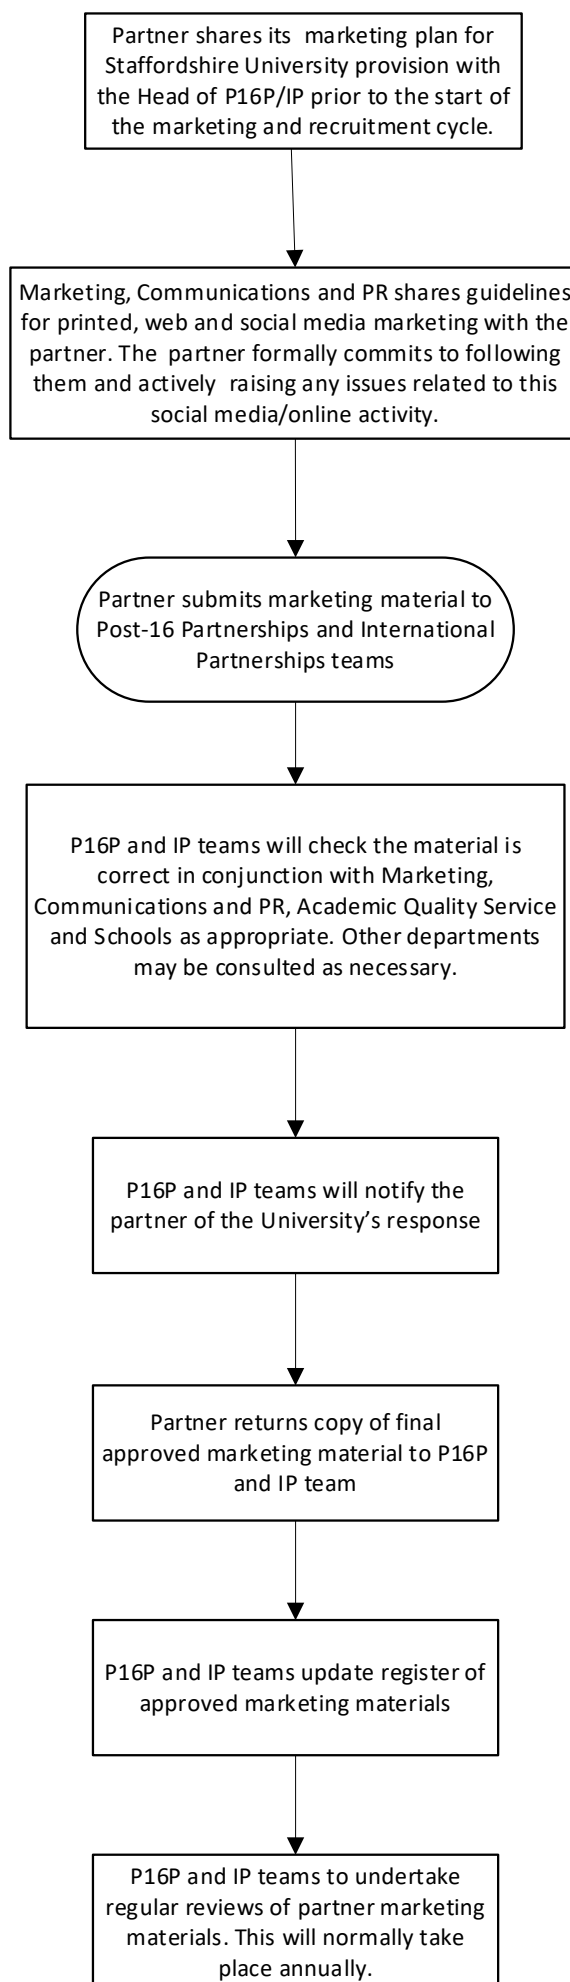 Partner shares its  marketing plan for
Staffordshire University provision with
the Head of P16P/IP prior to the start of
the marketing and recruitment cycle.
Marketing, Communications and PR shares guidelines
for printed, web and social media marketing with the
partner. The  partner formally commits to following
them and actively  raising any issues related to this
social media/online activity.
Partner submits marketing material to
Post-16 Partnerships and International
Partnerships teams
P16P and IP teams will check the material is
correct in conjunction with Marketing,
Communications and PR, Academic Quality Service
and Schools as appropriate. Other departments
may be consulted as necessary.
P16P and IP teams will notify the
partner of the University’s response
Partner returns copy of final
approved marketing material to P16P
and IP team
P16P and IP teams update register of
approved marketing materials
P16P and IP teams to undertake
regular reviews of partner marketing
materials. This will normally take
place annually.